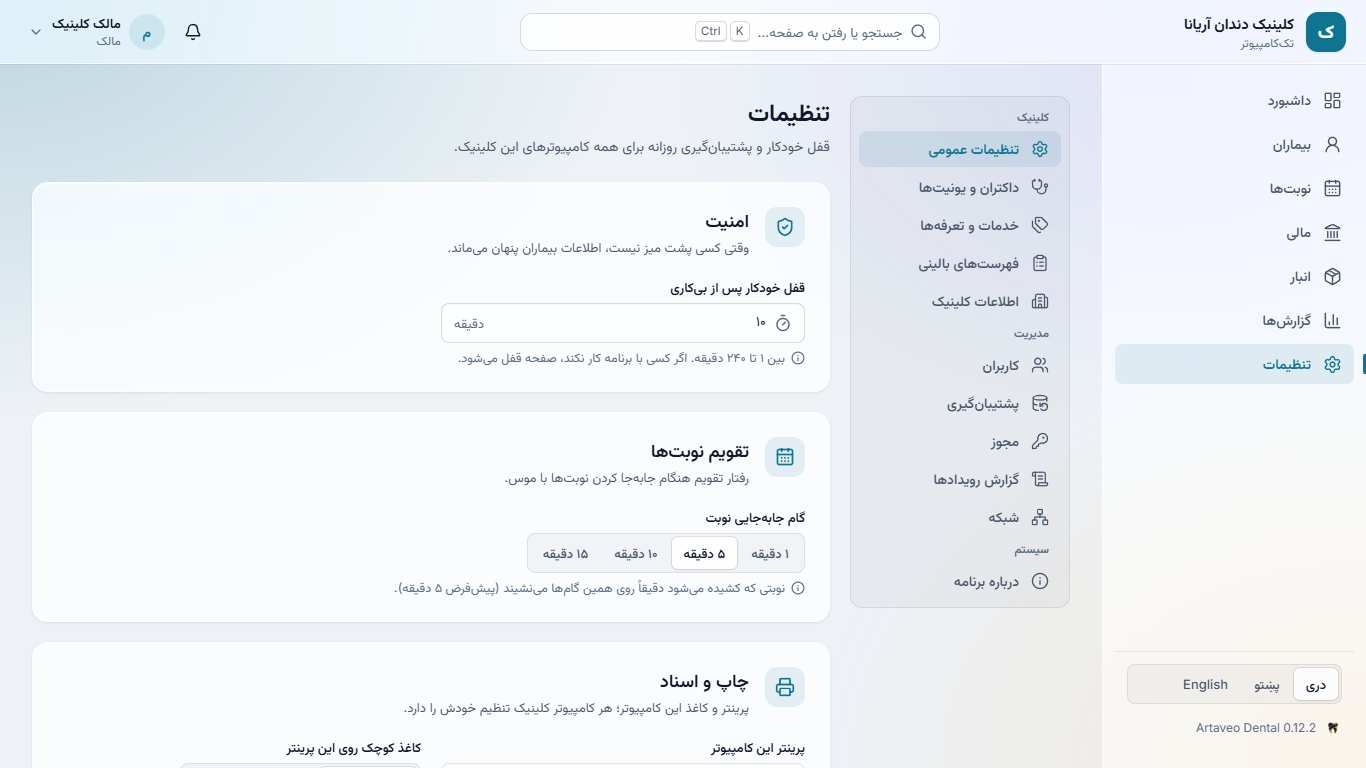 کلینیک دندان آریانا
تک‌کامپیوتر
ک
جستجو یا رفتن به صفحه...
Ctrl K
مالک کلینیک
مالک
م
داشبورد
بیماران
نوبت‌ها
مالی
انبار
گزارش‌ها
تنظیمات
دری
پښتو
English
Artaveo Dental 0.12.2
کلینیک
تنظیمات عمومی
داکتران و یونیت‌ها
خدمات و تعرفه‌ها
فهرست‌های بالینی
اطلاعات کلینیک
مدیریت
کاربران
پشتیبان‌گیری
مجوز
گزارش رویدادها
شبکه
سیستم
درباره برنامه
تنظیمات
قفل خودکار و پشتیبان‌گیری روزانه برای همه کامپیوترهای این کلینیک.
امنیت
وقتی کسی پشت میز نیست، اطلاعات بیماران پنهان می‌ماند.
قفل خودکار پس از بی‌کاری
۱۰ دقیقه
بین ۱ تا ۲۴۰ دقیقه. اگر کسی با برنامه کار نکند، صفحه قفل می‌شود.
تقویم نوبت‌ها
رفتار تقویم هنگام جابه‌جا کردن نوبت‌ها با موس.
گام جابه‌جایی نوبت
۱ دقیقه ۵ دقیقه ۱۰ دقیقه ۱۵ دقیقه
نوبتی که کشیده می‌شود دقیقاً روی همین گام‌ها می‌نشیند (پیش‌فرض ۵ دقیقه).
چاپ و اسناد
پرینتر و کاغذ این کامپیوتر؛ هر کامپیوتر کلینیک تنظیم خودش را دارد.
پرینتر این کامپیوتر
کاغذ کوچک روی این پرینتر